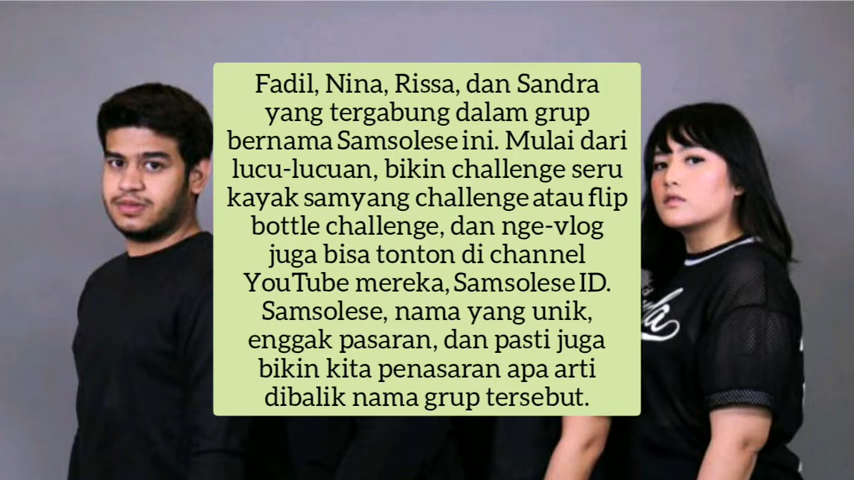 Fadil, Nina, Rissa, dan Sandra
yang tergabung dalam grup
bernama Samsolese ini. Mulai dari
lucu-lucuan, bikin challenge seru
kayak samyang challenge atau flip
bottle challenge, dan nge-vlog
juga bisa tonton di channel
YouTube mereka, Samsolese ID.
Samsolese, nama yang unik,
enggak pasaran, dan pasti juga
bikin kita penasaran apa arti
dibalik nama grup tersebut.